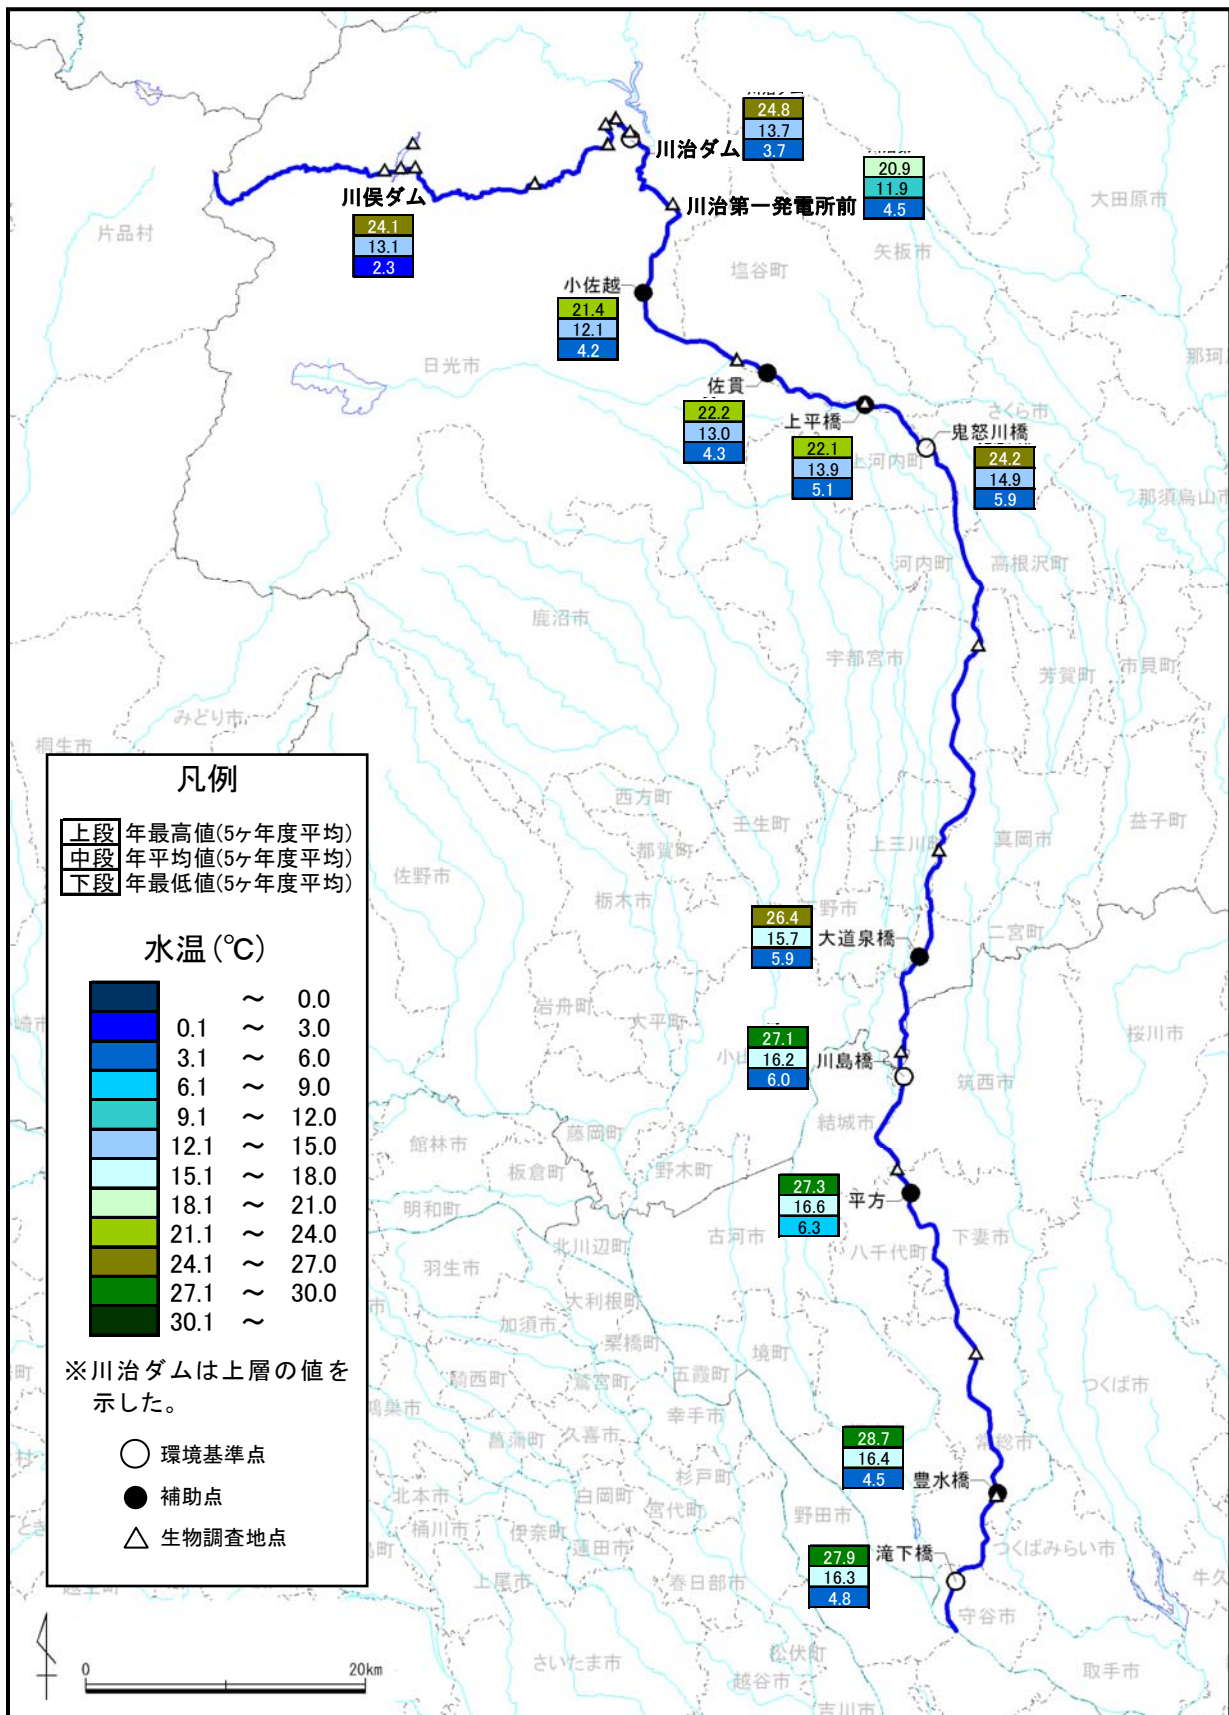 川治ダム
24.8
13.7
3.7
川治ダム
20.9
11.9
4.5
川治第一発電所前
大田原市
川俣ダム
24.1
13.1
2.3
片品村
矢板市
塩谷町
小佐越
21.4
12.1
4.2
日光市
佐貫
22.2
13.0
4.3
上平橋
22.1
13.9
5.1
さくら市
鬼怒川橋
24.2
14.9
5.9
上河内町
那珂
那須烏山市
河内町
高根沢町
鹿沼市
宇都宮市
芳賀町
市貝町
みどり市
桐生市
西方町
壬生町
都賀町
上三川町
真岡市
益子町
佐野市
栃木市
野市
二宮町
大道泉橋
26.4
15.7
5.9
岩舟町
大平町
桜川市
27.1
16.2
6.0
小山
川島橋
筑西市
結城市
館林市
藤岡町
板倉町
野木町
27.3
16.6
6.3
平方
明和町
古河市
八千代町
下妻市
北川辺町
羽生市
大利根町
加須市
栗橋町
境町
五霞町
騎西町
鷲宮町
つくば市
鴻巣市
幸手市
菖蒲町
久喜市
28.7
16.4
4.5
常総市
豊水橋
杉戸町
北本市
白岡町
宮代町
野田市
桶川市
伊奈町
蓮田市
27.9
16.3
4.8
滝下橋
つくばみらい市
上尾市
春日部市
牛久
守谷市
松伏町
さいたま市
越谷市
取手市
吉川市
凡例
上段 年最高値(5ヶ年度平均)
中段 年平均値(5ヶ年度平均)
下段 年最低値(5ヶ年度平均)
水温(℃)
～ 0.0
0.1 ～ 3.0
3.1 ～ 6.0
6.1 ～ 9.0
9.1 ～ 12.0
12.1 ～ 15.0
15.1 ～ 18.0
18.1 ～ 21.0
21.1 ～ 24.0
24.1 ～ 27.0
27.1 ～ 30.0
30.1 ～
※川治ダムは上層の値を
示した。
環境基準点
補助点
生物調査地点
0 20km